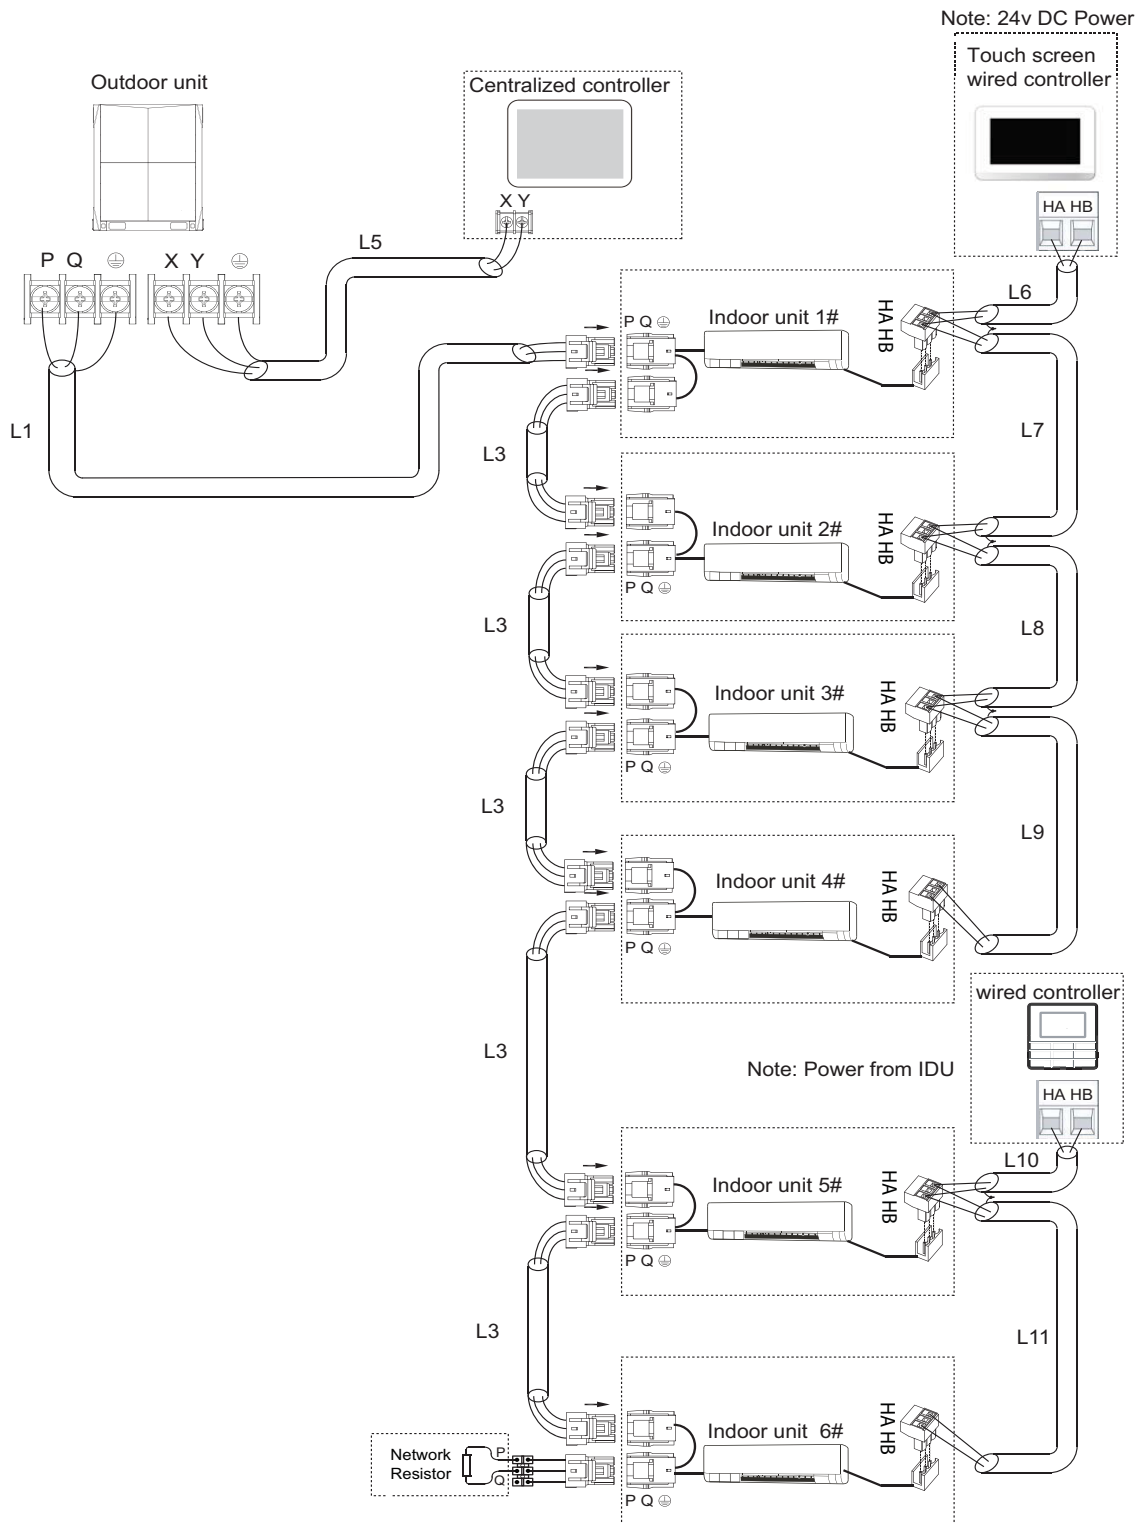 Note: 24v DC Power
Touch screen
wired controller
HA HB
Outdoor unit
Centralized controller
X Y
P Q
X Y
L5
L6
P Q
Indoor unit 1#
HA HB
L1
L3
L7
Indoor unit 2#
HA HB
P Q
L3
L8
Indoor unit 3#
HA HB
P Q
L3
L9
Indoor unit 4#
HA HB
P Q
wired controller
L3
Note: Power from IDU
HA HB
L10
Indoor unit 5#
HA HB
P Q
L3
L11
Indoor unit 6#
HA HB
Network
Resistor
P
Q
P Q